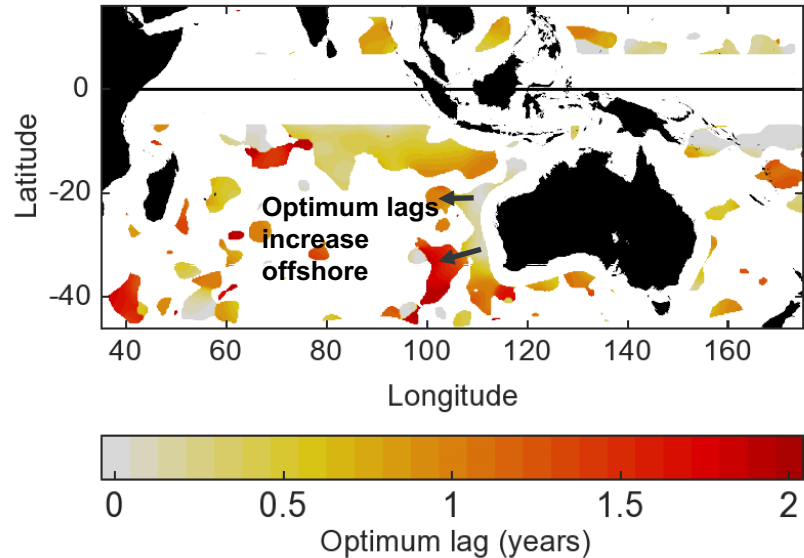 Latitude
0
-20
-40
Optimum lags
increase
offshore
40 60 80 100 120 140 160
Longitude
0 0.5 1 1.5 2
Optimum lag (years)